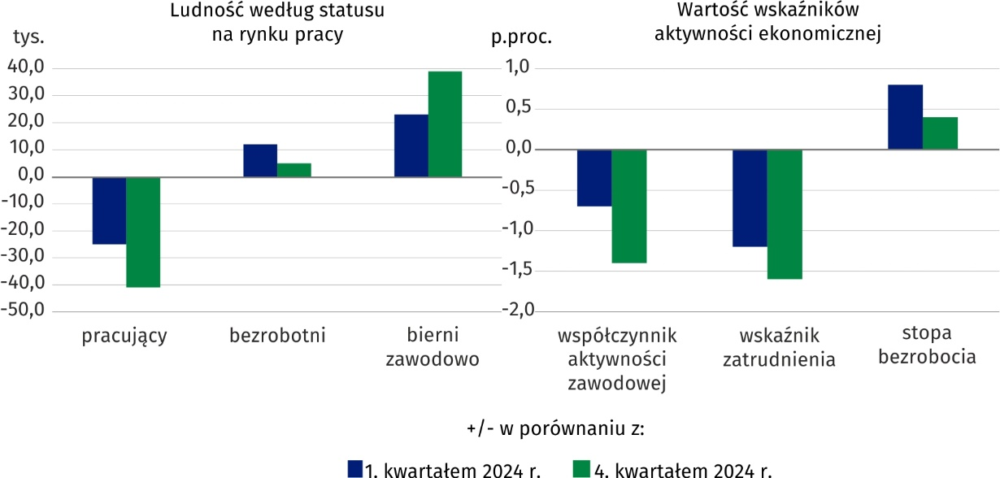 Ludność według statusu
na rynku pracy
tys.
40,0
30,0
20,0
10,0
0,0
-10,0
-20,0
-30,0
-40,0
-50,0
pracujący
bezrobotni
bierni
zawodowo
Wartość wskaźników
aktywności ekonomicznej
p.proc.
1,0
0,5
0,0
-0,5
-1,0
-1,5
-2,0
współczynnik
aktywności
zawodowej
wskaźnik
zatrudnienia
stopa
bezrobocia
+/- w porównaniu z:
1. kwartałem 2024 r.
4. kwartałem 2024 r.